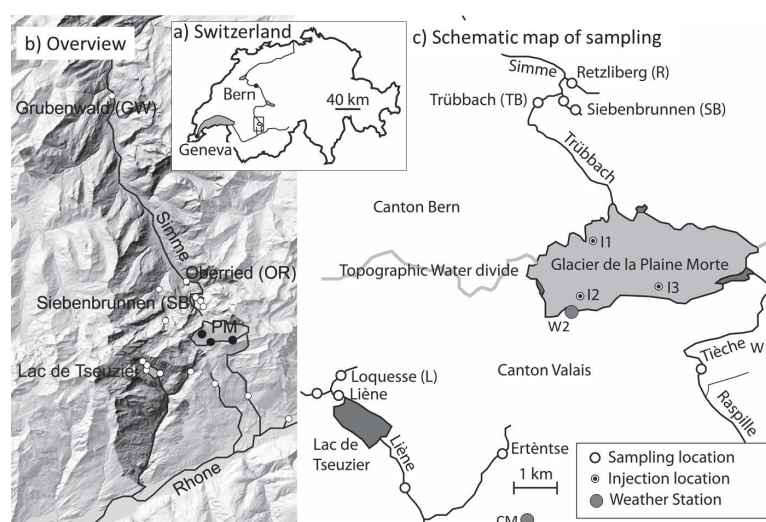 b) Overview
Grubenwald (GW)
Simme
Oberried (OR)
Siebenbrunnen (SB)
PM
Lac de Tseuzier
Rhone
a) Switzerland
Bern
40 km
Geneva
c) Schematic map of sampling
Simme
Retzliberg (R)
Trübbach (TB)
Siebenbrunnen (SB)
Trübbach
Canton Bern
I1
Topographic Water divide
Glacier de la Plaine Morte
I2
I3
W2
Canton Valais
Tièche
W
Raspille
Loquesse (L)
Liène
Lac de
Tseuzier
Liène
Ertèntse
1 km
CM
Sampling location
Injection location
Weather Station